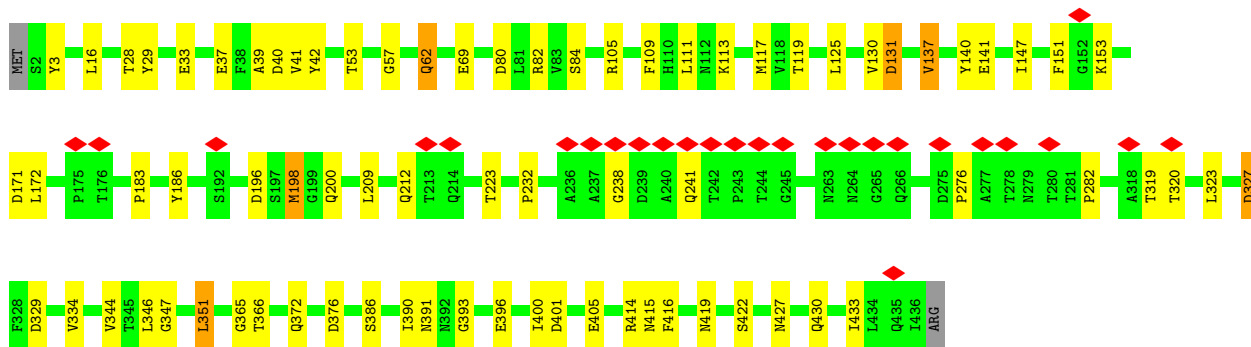 MET S2 Y3 L16 T28 Y29 E33 E37 F38 A39 D40 V41 Y42 T53 G57 Q62 E69 D80 L81 R82 V83 S84 R105 F109 H110 L111 N112 K113 M117 V118 T119 L125 V130 D131 V137 Y140 E141 I147 F151 G152 K153
D171 L172 P175 T176 P183 Y186 S192 D196 S197 M198 G199 Q200 L209 Q212 T213 Q214 T223 P232 A236 A237 G238 D239 A240 Q241 T242 P243 T244 G245 N263 N264 G265 Q266 D275 P276 A277 T278 N279 T280 T281 P282 A318 T319 T320 L323 D327
F328 D329 V334 V344 T345 L346 G347 L351 G365 T366 Q372 D376 S386 I390 N391 N392 G393 E396 I400 D401 E405 R414 N415 F416 N419 S422 N427 Q430 I433 L434 Q435 I436 ARG